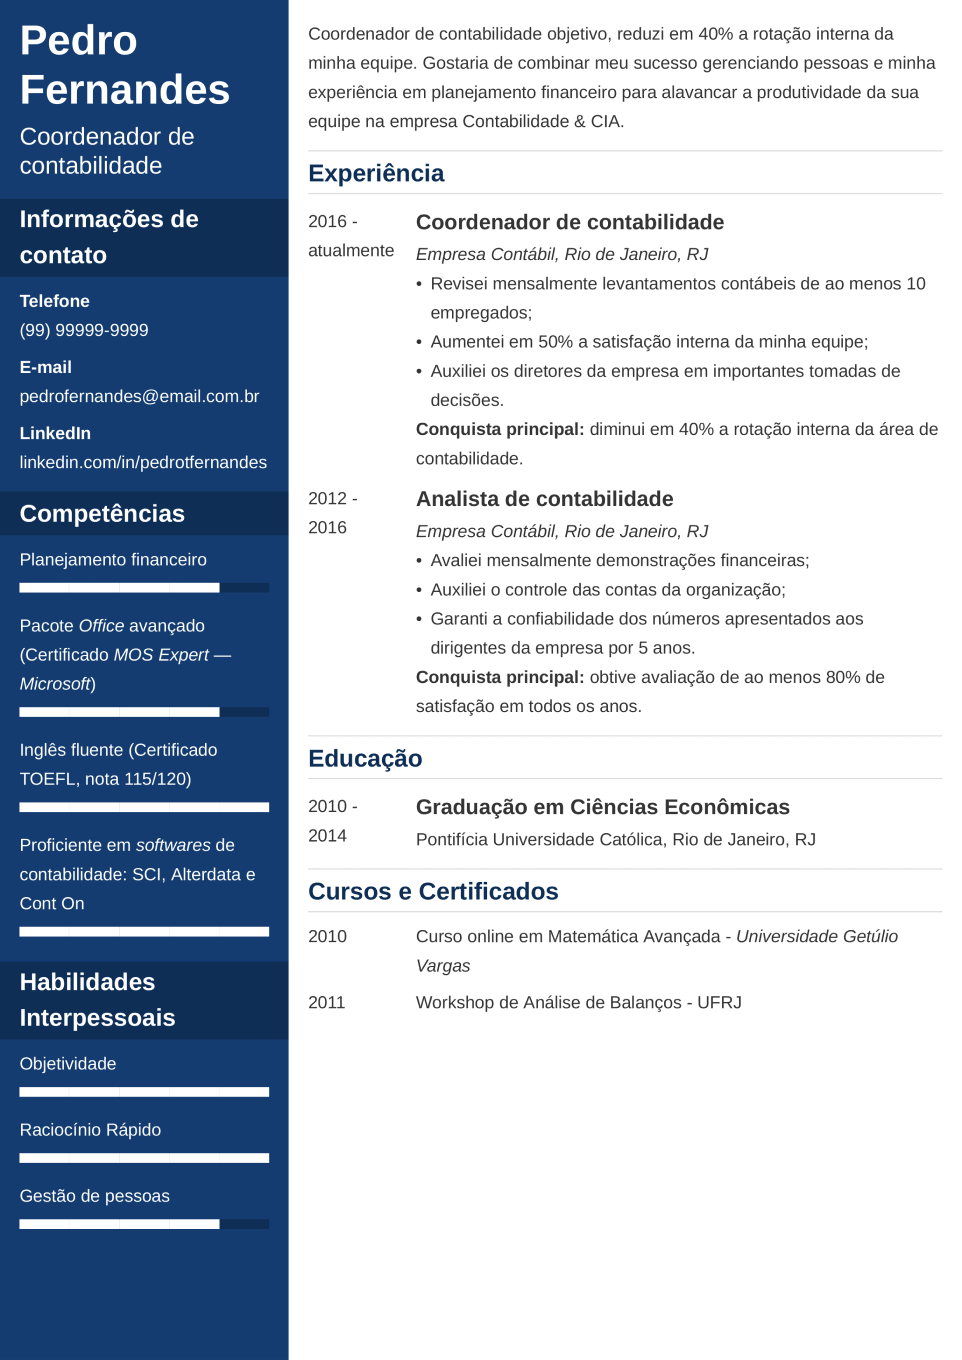 Pedro
Fernandes
Coordenador de
contabilidade
Informações de
contato
Telefone
(99) 99999-9999
E-mail
pedrofernandes@email.com.br
LinkedIn
linkedin.com/in/pedrotfernandes
Competências
Planejamento financeiro
Pacote Office avançado
(Certificado MOS Expert —
Microsoft)
Inglês fluente (Certificado
TOEFL, nota 115/120)
Proficiente em softwares de
contabilidade: SCI, Alterdata e
Cont On
Habilidades
Interpessoais
Objetividade
Raciocínio Rápido
Gestão de pessoas
Coordenador de contabilidade objetivo, reduzi em 40% a rotação interna da
minha equipe. Gostaria de combinar meu sucesso gerenciando pessoas e minha
experiência em planejamento financeiro para alavancar a produtividade da sua
equipe na empresa Contabilidade & CIA.
Experiência
2016 -
atualmente
Coordenador de contabilidade
Empresa Contábil, Rio de Janeiro, RJ
• Revisei mensalmente levantamentos contábeis de ao menos 10
empregados;
• Aumentei em 50% a satisfação interna da minha equipe;
• Auxiliei os diretores da empresa em importantes tomadas de
decisões.
Conquista principal: diminui em 40% a rotação interna da área de
contabilidade.
2012 -
2016
Analista de contabilidade
Empresa Contábil, Rio de Janeiro, RJ
• Avaliei mensalmente demonstrações financeiras;
• Auxiliei o controle das contas da organização;
• Garanti a confiabilidade dos números apresentados aos
dirigentes da empresa por 5 anos.
Conquista principal: obtive avaliação de ao menos 80% de
satisfação em todos os anos.
Educação
2010 -
2014
Graduação em Ciências Econômicas
Pontifícia Universidade Católica, Rio de Janeiro, RJ
Cursos e Certificados
2010
Curso online em Matemática Avançada - Universidade Getúlio
Vargas
2011
Workshop de Análise de Balanços - UFRJ